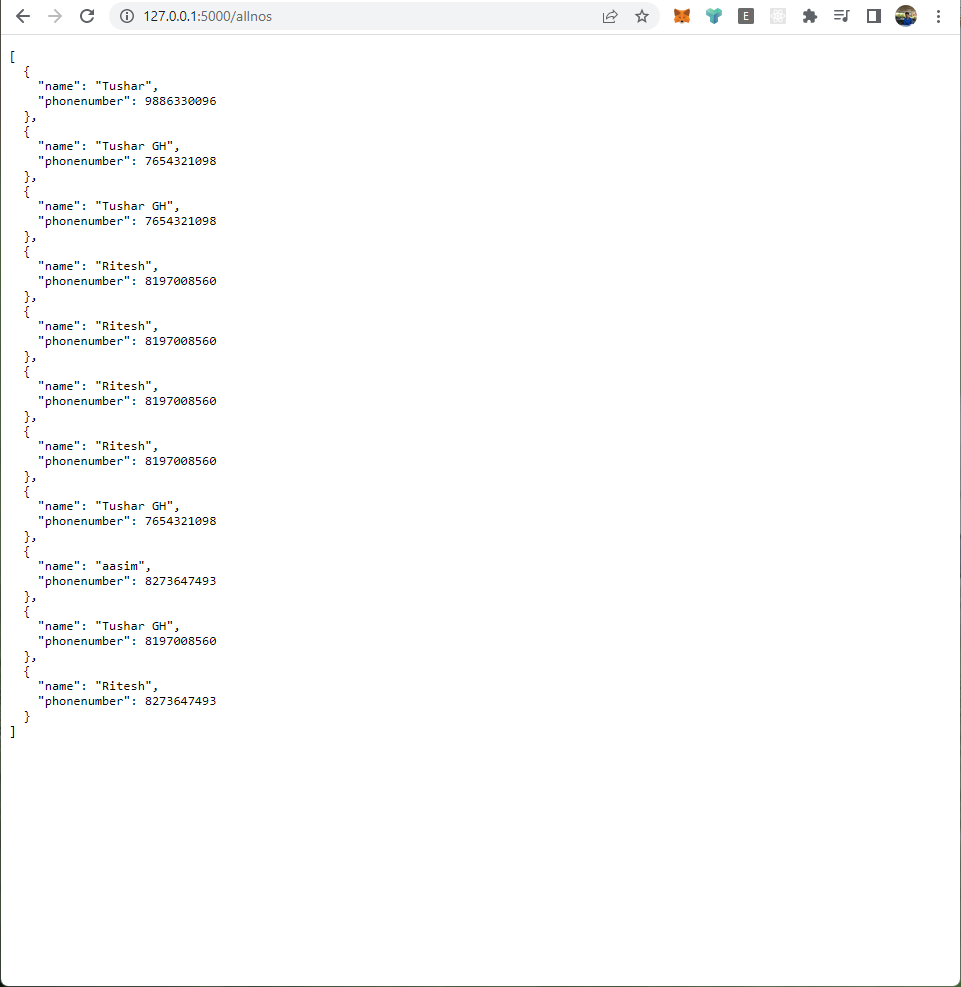 127.0.0.1:5000/allnos
E
[
  {
    "name": "Tushar",
    "phonenumber": 9886330096
  },
  {
    "name": "Tushar GH",
    "phonenumber": 7654321098
  },
  {
    "name": "Tushar GH",
    "phonenumber": 7654321098
  },
  {
    "name": "Ritesh",
    "phonenumber": 8197008560
  },
  {
    "name": "Ritesh",
    "phonenumber": 8197008560
  },
  {
    "name": "Ritesh",
    "phonenumber": 8197008560
  },
  {
    "name": "Ritesh",
    "phonenumber": 8197008560
  },
  {
    "name": "Tushar GH",
    "phonenumber": 7654321098
  },
  {
    "name": "aasim",
    "phonenumber": 8273647493
  },
  {
    "name": "Tushar GH",
    "phonenumber": 8197008560
  },
  {
    "name": "Ritesh",
    "phonenumber": 8273647493
  }
]